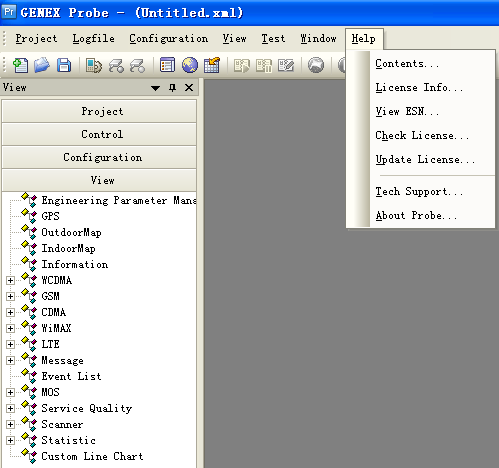 GENEX Probe - (Untitled.xml)
Project Logfile Configuration View Test Window Help
Contents...
License Info...
View ESN...
Check License...
Update License...
Tech Support...
About Probe...
View
Project
Control
Configuration
View
Engineering Parameter Mana
GPS
OutdoorMap
IndoorMap
Information
WCDMA
GSM
CDMA
WiMAX
LTE
Message
Event List
MOS
Service Quality
Scanner
Statistic
Custom Line Chart